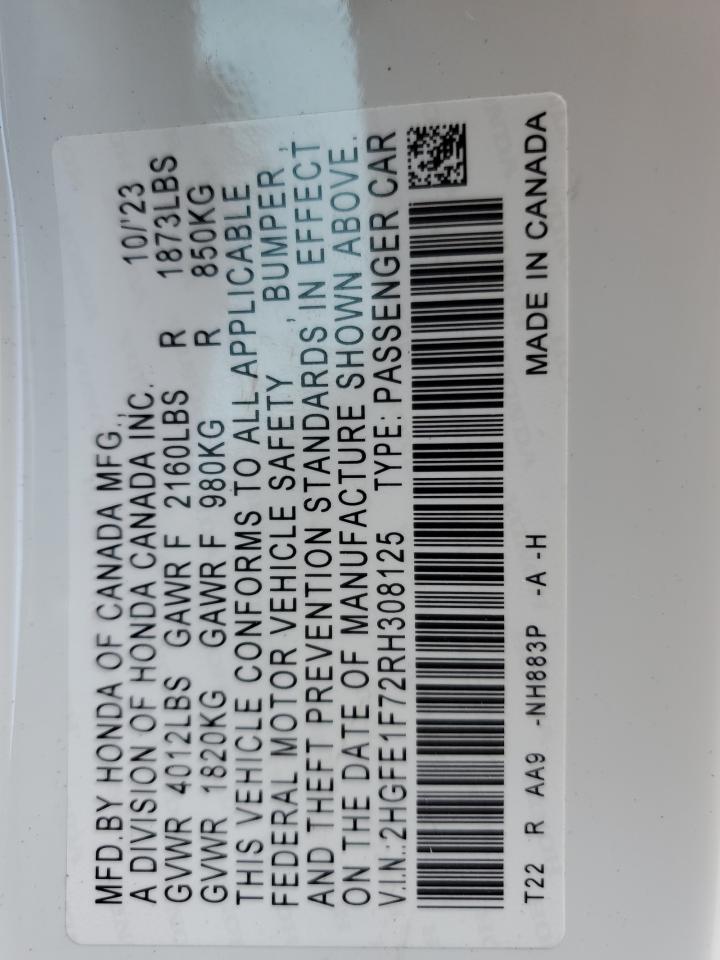 MFD.BY HONDA OF CANADA MFG., 10/'23
A DIVISION OF HONDA CANADA INC.
GVWR 4012LBS GAWR F 2160LBS R 1873LBS
GVWR 1820KG GAWR F 980KG R 850KG
THIS VEHICLE CONFORMS TO ALL APPLICABLE
FEDERAL MOTOR VEHICLE SAFETY , BUMPER ,
AND THEFT PREVENTION STANDARDS IN EFFECT
ON THE DATE OF MANUFACTURE SHOWN ABOVE.
V.I.N.:2HGFE1F72RH308125 TYPE: PASSENGER CAR
T22 R AA9 -NH883P -A -H MADE IN CANADA